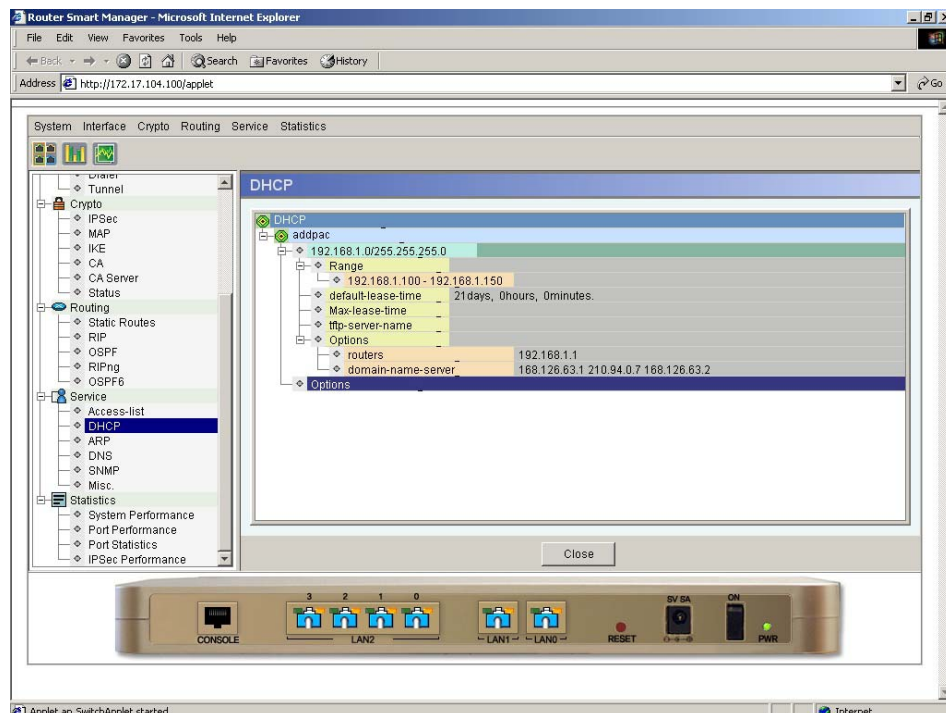 Router Smart Manager - Microsoft Internet Explorer
File Edit View Favorites Tools Help
Back Search Favorites History
Address http://172.17.104.100/applet Go
System Interface Crypto Routing Service Statistics
Dialer
Tunnel
Crypto
IPSec
MAP
IKE
CA
CA Server
Status
Routing
Static Routes
RIP
OSPF
RIPng
OSPF6
Service
Access-list
DHCP
ARP
DNS
SNMP
Misc.
Statistics
System Performance
Port Performance
Port Statistics
IPSec Performance
DHCP
DHCP
addpac
192.168.1.0/255.255.255.0
Range
192.168.1.100 - 192.168.1.150
default-lease-time 21days, 0hours, 0minutes.
Max-lease-time
tftp-server-name
Options
routers 192.168.1.1
domain-name-server 168.126.63.1 210.94.0.7 168.126.63.2
Options
Close
3 2 1 0
CONSOLE
LAN2
LAN1
LAN0
RESET
5V 5A
ON
PWR
Applet an.SwitchApplet started
Internet